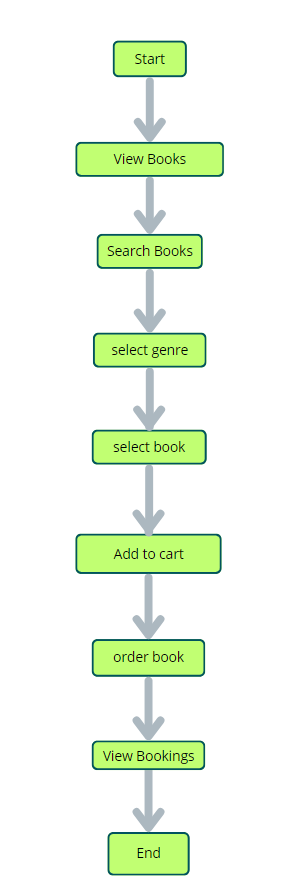 Start
View Books
Search Books
select genre
select book
Add to cart
order book
View Bookings
End